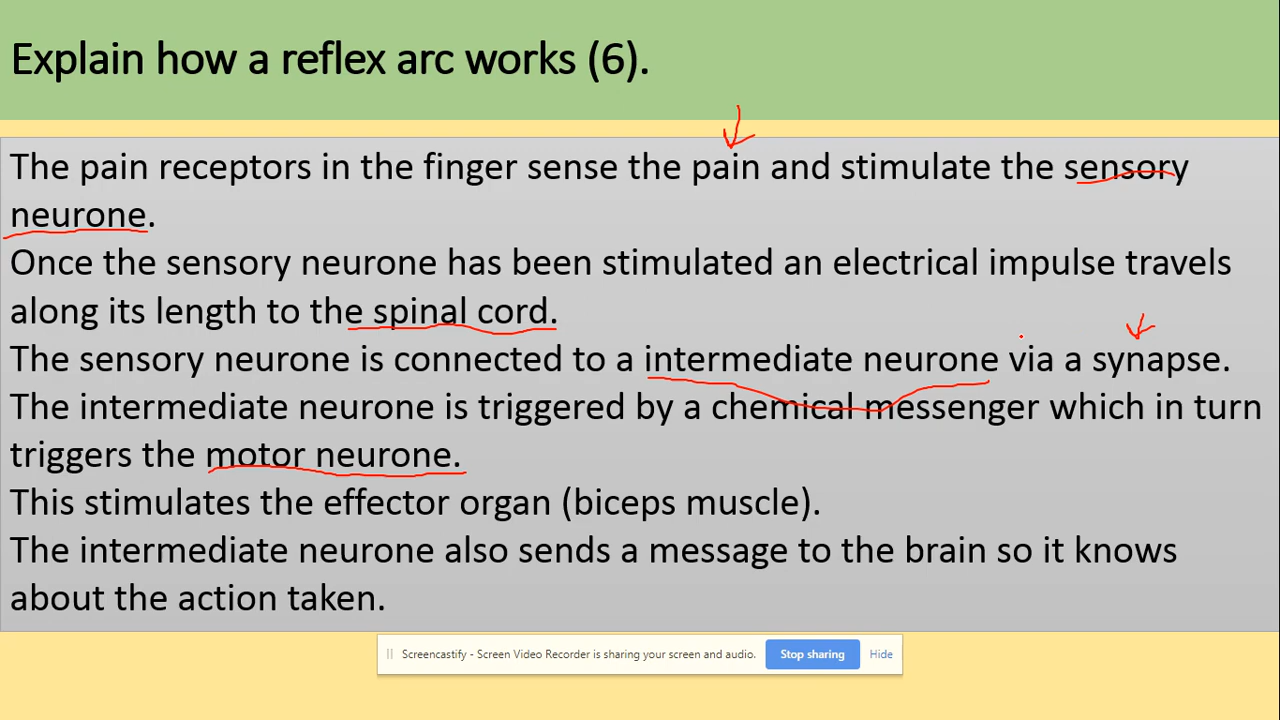 Explain how a reflex arc works (6).
The pain receptors in the finger sense the pain and stimulate the sensory
neurone.
Once the sensory neurone has been stimulated an electrical impulse travels
along its length to the spinal cord.
The sensory neurone is connected to a intermediate neurone via a synapse.
The intermediate neurone is triggered by a chemical messenger which in turn
triggers the motor neurone.
This stimulates the effector organ (biceps muscle).
The intermediate neurone also sends a message to the brain so it knows
about the action taken.
Screencastify - Screen Video Recorder is sharing your screen and audio. Stop sharing Hide